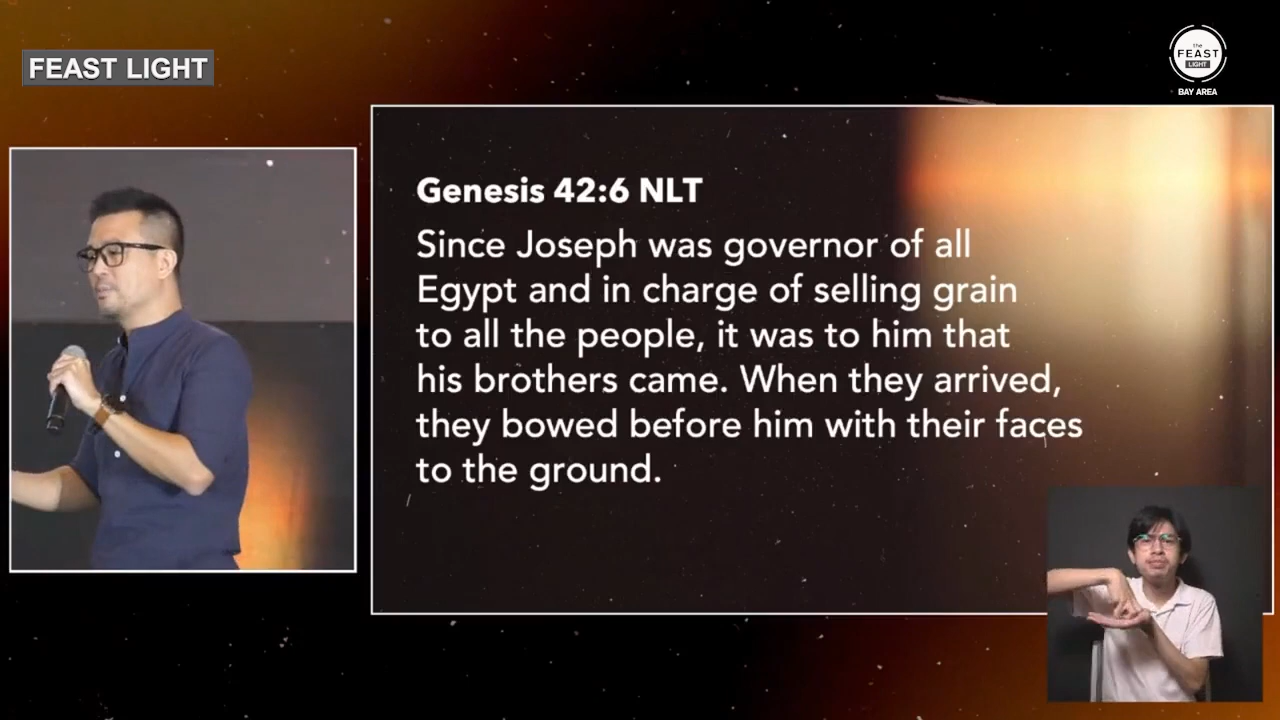 FEAST LIGHT
the
FEAST
LIGHT
BAY AREA
Genesis 42:6 NLT
Since Joseph was governor of all
Egypt and in charge of selling grain
to all the people, it was to him that
his brothers came. When they arrived,
they bowed before him with their faces
to the ground.